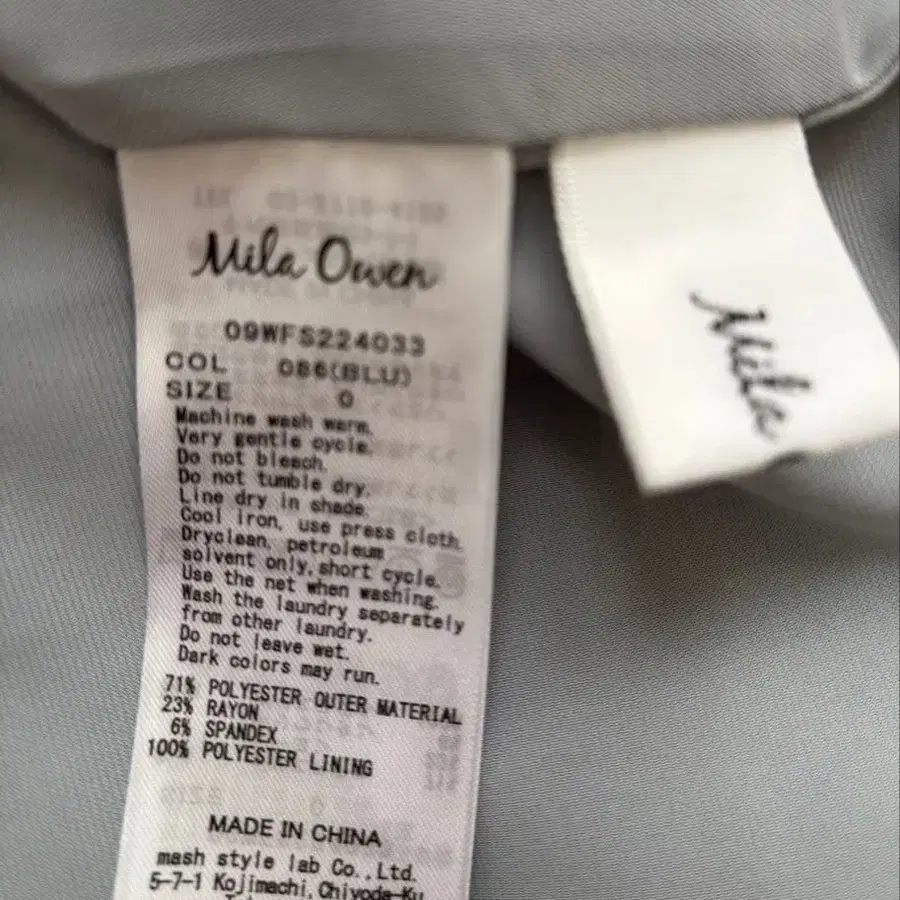 Mila Owen
09WFS224033
COL 086(BLU)
SIZE 0
Machine wash warm.
Very gentle cycle.
Do not bleach.
Do not tumble dry.
Line dry in shade.
Cool iron, use press cloth.
Dryclean, petroleum
solvent only,short cycle.
Use the net when washing.
Wash the laundry separately
from other laundry.
Do not leave wet.
Dark colors may run.
71% POLYESTER OUTER MATERIAL
23% RAYON
6% SPANDEX
100% POLYESTER LINING
MADE IN CHINA
mash style lab Co.,Ltd.
5-7-1 Kojimachi,Chiyoda-Ku
Mila